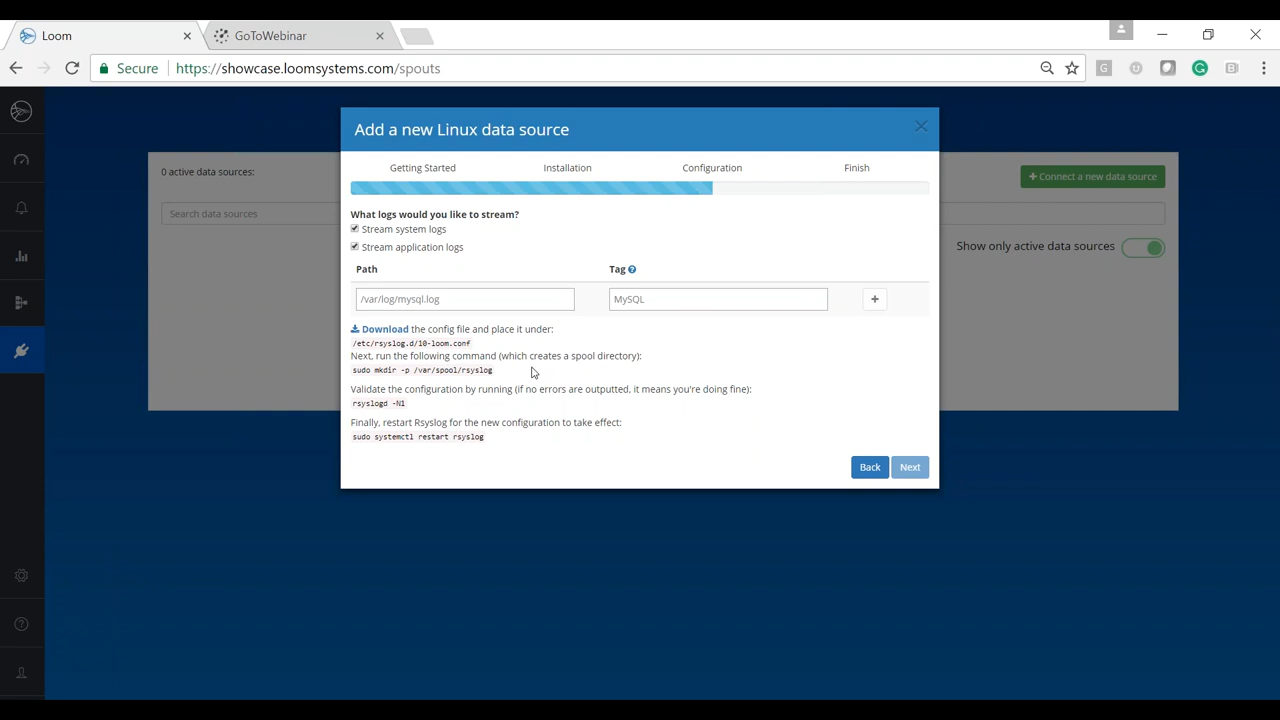 Loom
GoToWebinar
Secure
https://showcase.loomsystems.com/spouts
Add a new Linux data source
Getting Started
Installation
Configuration
Finish
0 active data sources:
Connect a new data source
Search data sources
Show only active data sources
What logs would you like to stream?
Stream system logs
Stream application logs
Path
Tag
/var/log/mysql.log
MySQL
Download the config file and place it under:
/etc/rsyslog.d/10-loom.conf
Next, run the following command (which creates a spool directory):
sudo mkdir -p /var/spool/rsyslog
Validate the configuration by running (if no errors are outputted, it means you're doing fine):
rsyslogd -N1
Finally, restart Rsyslog for the new configuration to take effect:
sudo systemctl restart rsyslog
Back
Next